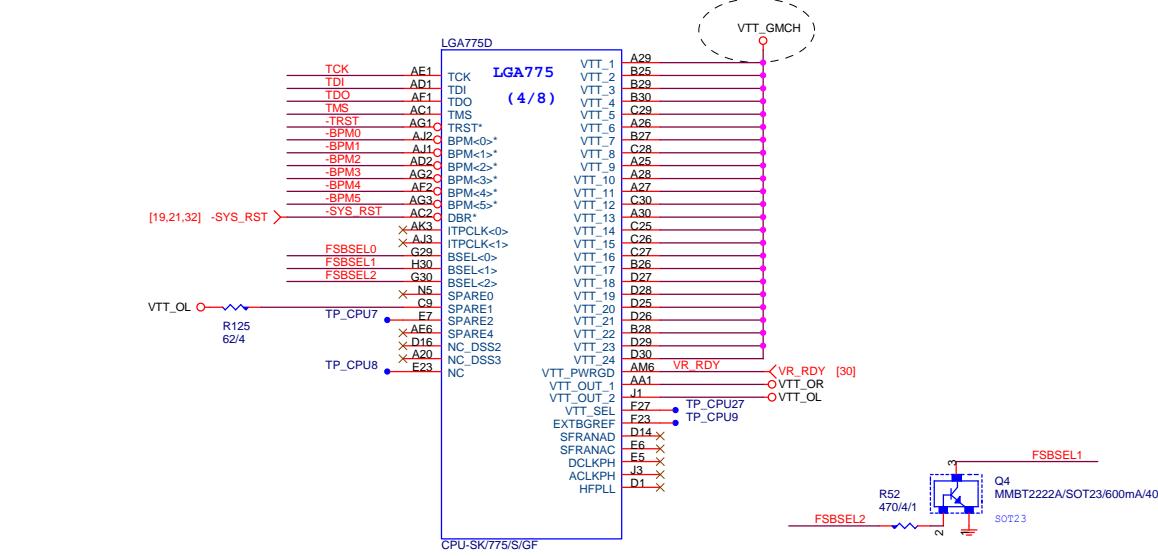 VTT_GMCH
LGA775D
LGA775
(4/8)
TCK AE1 TCK
TDI AD1 TDI
TDO AF1 TDO
TMS AC1 TMS
-TRST AG1 TRST*
-BPM0 AJ2 BPM<0>*
-BPM1 AJ1 BPM<1>*
-BPM2 AD2 BPM<2>*
-BPM3 AG2 BPM<3>*
-BPM4 AF2 BPM<4>*
-BPM5 AG3 BPM<5>*
[19,21,32] -SYS_RST -SYS_RST AC2 DBR*
AK3 ITPCLK<0>
AJ3 ITPCLK<1>
FSBSEL0 G29 BSEL<0>
FSBSEL1 H30 BSEL<1>
FSBSEL2 G30 BSEL<2>
N5 SPARE0
VTT_OL C9 SPARE1
R125
62/4
TP_CPU7 E7 SPARE2
AE6 SPARE4
D16 NC_DSS2
A20 NC_DSS3
TP_CPU8 E23 NC
VTT_1 A29
VTT_2 B25
VTT_3 B29
VTT_4 B30
VTT_5 C29
VTT_6 A26
VTT_7 B27
VTT_8 C28
VTT_9 A25
VTT_10 A28
VTT_11 A27
VTT_12 C30
VTT_13 A30
VTT_14 C25
VTT_15 C26
VTT_16 C27
VTT_17 B26
VTT_18 D27
VTT_19 D28
VTT_20 D25
VTT_21 D26
VTT_22 B28
VTT_23 D29
VTT_24 D30
VTT_PWRGD AM6 VR_RDY VR_RDY [30]
VTT_OUT_1 AA1 VTT_OR
VTT_OUT_2 J1 VTT_OL
VTT_SEL F27 TP_CPU27
EXTBGREF F23 TP_CPU9
SFRANAD D14
SFRANAC E6
DCLKPH E5
ACLKPH J3
HFPLL D1
CPU-SK/775/S/GF
3 FSBSEL1
Q4
MMBT2222A/SOT23/600mA/40
SOT23
R52
470/4/1
FSBSEL2
2 1